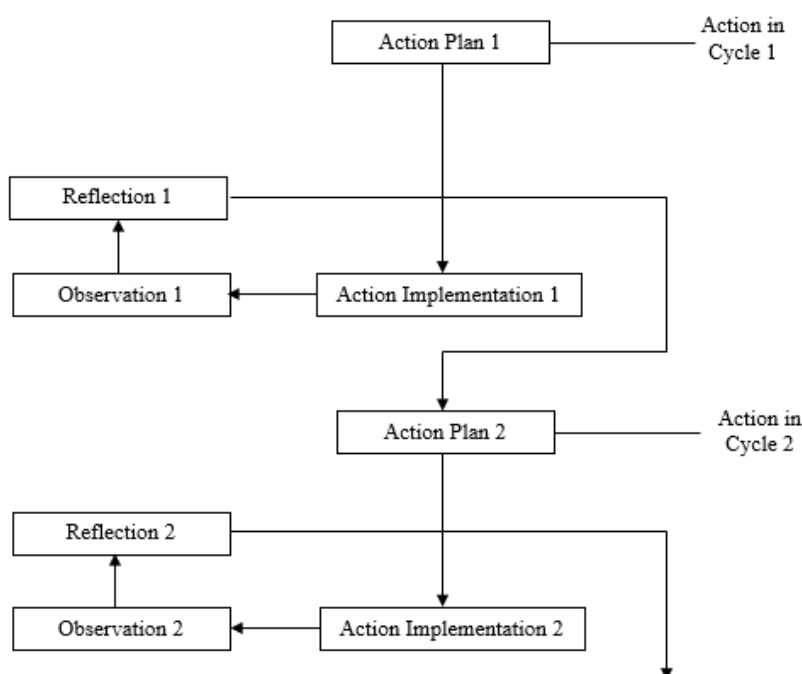 Action Plan 1
Action in
Cycle 1
Reflection 1
Observation 1
Action Implementation 1
Action Plan 2
Action in
Cycle 2
Reflection 2
Observation 2
Action Implementation 2